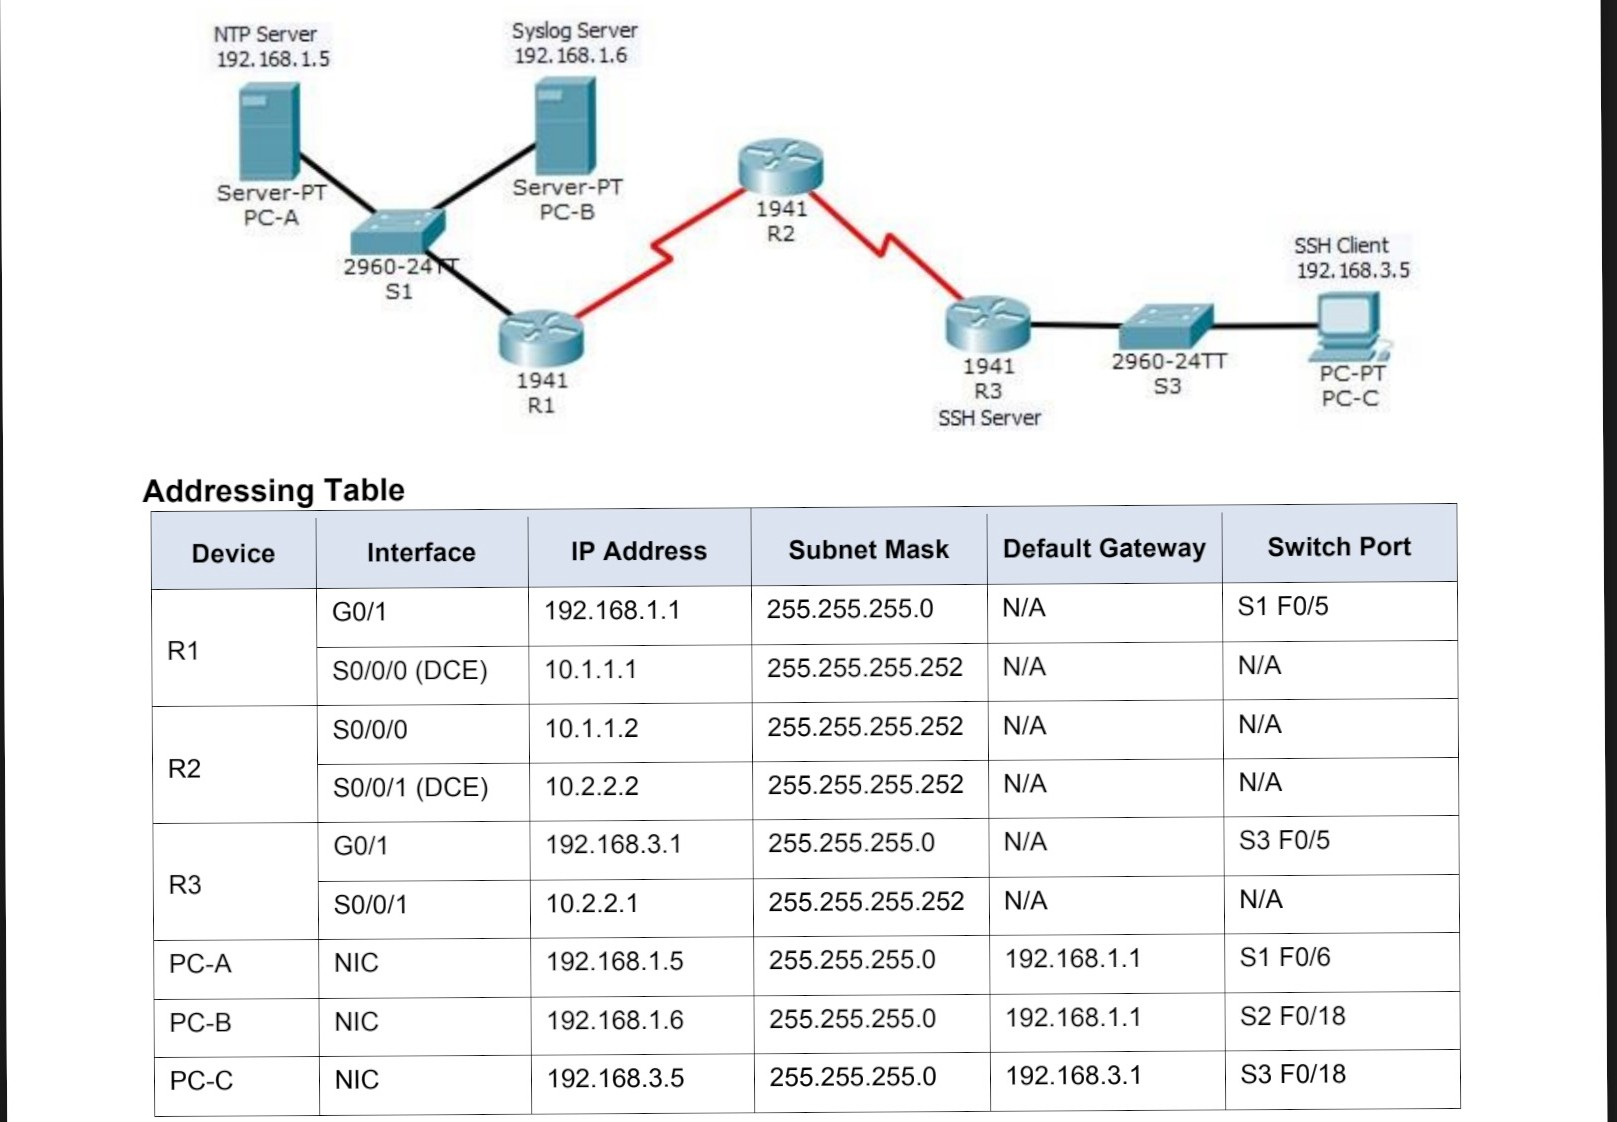 NTP Server
192.168.1.5
Server-PT
PC-A
Syslog Server
192.168.1.6
Server-PT
PC-B
2960-24TT
S1
1941
R1
1941
R2
1941
R3
SSH Server
2960-24TT
S3
SSH Client
192.168.3.5
PC-PT
PC-C
Addressing Table
Device Interface IP Address Subnet Mask Default Gateway Switch Port
R1 G0/1 192.168.1.1 255.255.255.0 N/A S1 F0/5
S0/0/0 (DCE) 10.1.1.1 255.255.255.252 N/A N/A
R2 S0/0/0 10.1.1.2 255.255.255.252 N/A N/A
S0/0/1 (DCE) 10.2.2.2 255.255.255.252 N/A N/A
R3 G0/1 192.168.3.1 255.255.255.0 N/A S3 F0/5
S0/0/1 10.2.2.1 255.255.255.252 N/A N/A
PC-A NIC 192.168.1.5 255.255.255.0 192.168.1.1 S1 F0/6
PC-B NIC 192.168.1.6 255.255.255.0 192.168.1.1 S2 F0/18
PC-C NIC 192.168.3.5 255.255.255.0 192.168.3.1 S3 F0/18